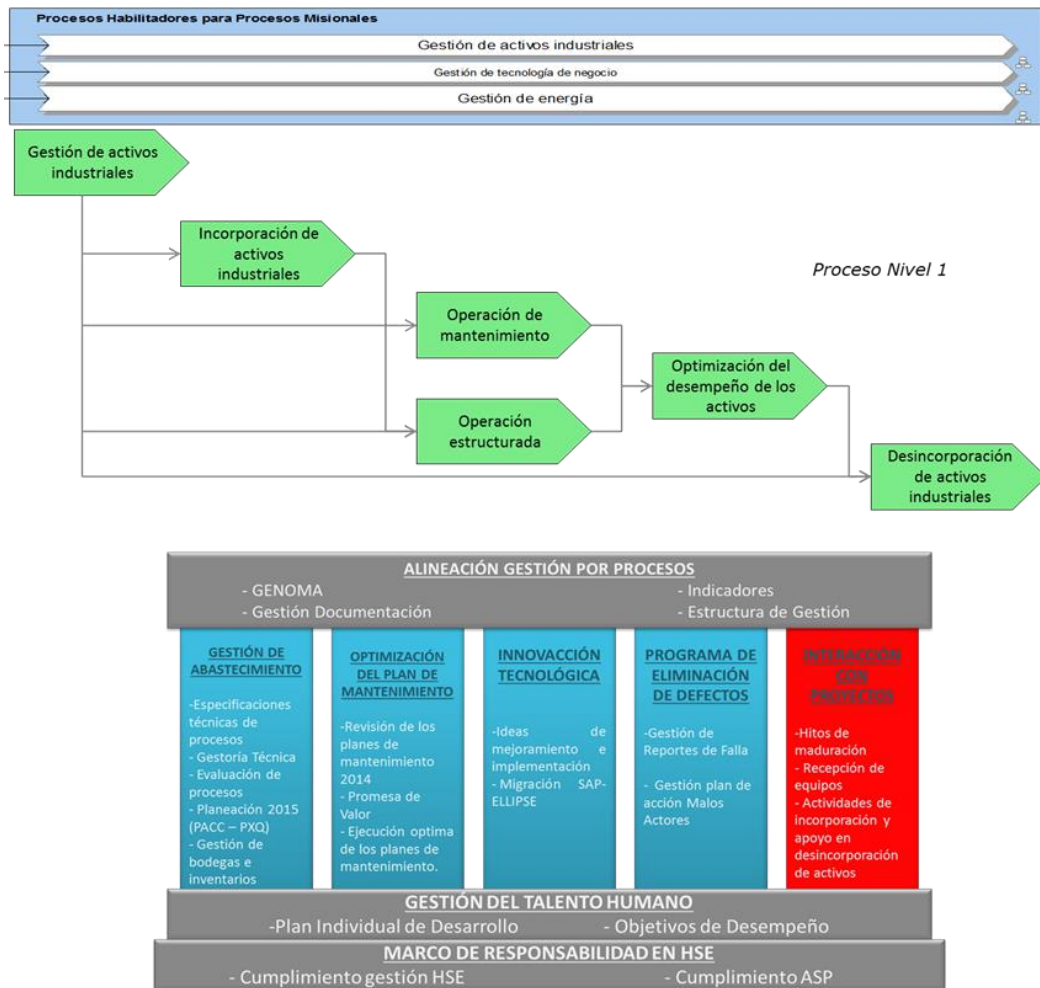 Procesos Habilitadores para Procesos Misionales
Gestión de activos industriales
Gestión de tecnología de negocio
Gestión de energía
Gestión de activos
industriales
Incorporación de
activos
industriales
Proceso Nivel 1
Operación de
mantenimiento
Optimización del
desempeño de los
activos
Operación
estructurada
Desincorporación
de activos
industriales
ALINEACIÓN GESTIÓN POR PROCESOS
- GENOMA
- Gestión Documentación
- Indicadores
- Estructura de Gestión
GESTIÓN DE
ABASTECIMIENTO
-Especificaciones
técnicas de
procesos
- Gestoría Técnica
- Evaluación de
procesos
- Planeación 2015
(PACC – PXQ)
- Gestión de
bodegas e
inventarios
OPTIMIZACIÓN
DEL PLAN DE
MANTENIMIENTO
-Revisión de los
planes de
mantenimiento
2014
- Promesa de
Valor
- Ejecución optima
de los planes de
mantenimiento.
INNOVACCIÓN
TECNOLÓGICA
-Ideas de
mejoramiento e
implementación
- Migración SAP-
ELLIPSE
PROGRAMA DE
ELIMINACIÓN
DE DEFECTOS
-Gestión de
Reportes de Falla
- Gestión plan de
acción Malos
Actores
INTERACCIÓN
CON
PROYECTOS
-Hitos de
maduración
- Recepción de
equipos
- Actividades de
incorporación y
apoyo en
desincorporación
de activos
GESTIÓN DEL TALENTO HUMANO
-Plan Individual de Desarrollo
- Objetivos de Desempeño
MARCO DE RESPONSABILIDAD EN HSE
- Cumplimiento gestión HSE
- Cumplimiento ASP